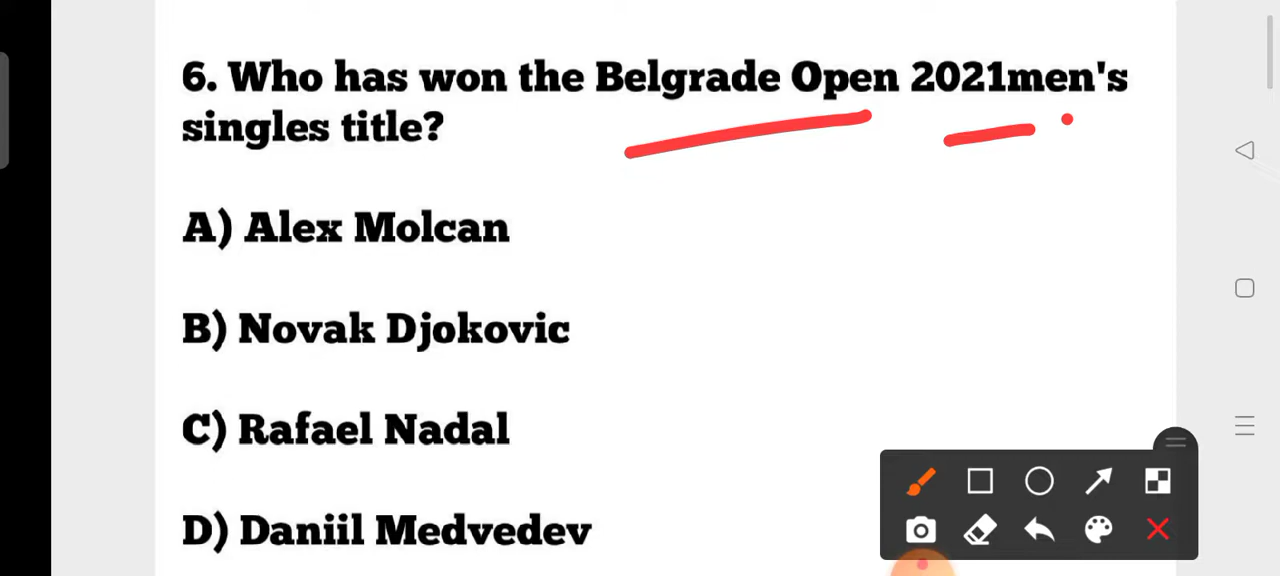 6. Who has won the Belgrade Open 2021men's
singles title?
A) Alex Molcan
B) Novak Djokovic
C) Rafael Nadal
D) Daniil Medvedev